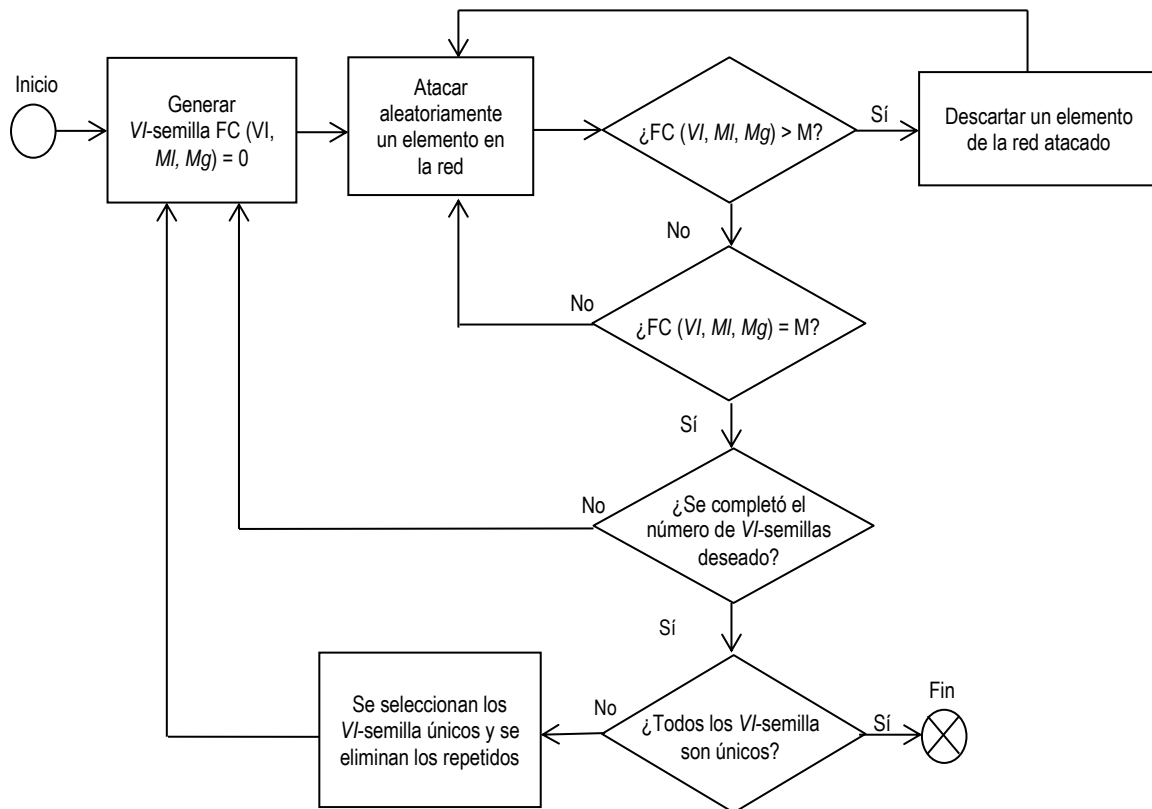 Inicio
Generar
VI-semilla FC (VI,
MI, Mg) = 0
Atacar
aleatoriamente
un elemento en
la red
¿FC (VI, MI, Mg) > M?
Sí
Descartar un elemento
de la red atacado
No
¿FC (VI, MI, Mg) = M?
No
Sí
¿Se completó el
número de VI-semillas
deseado?
No
Sí
¿Todos los VI-semilla
son únicos?
No
Se seleccionan los
VI-semilla únicos y se
eliminan los repetidos
Sí
Fin